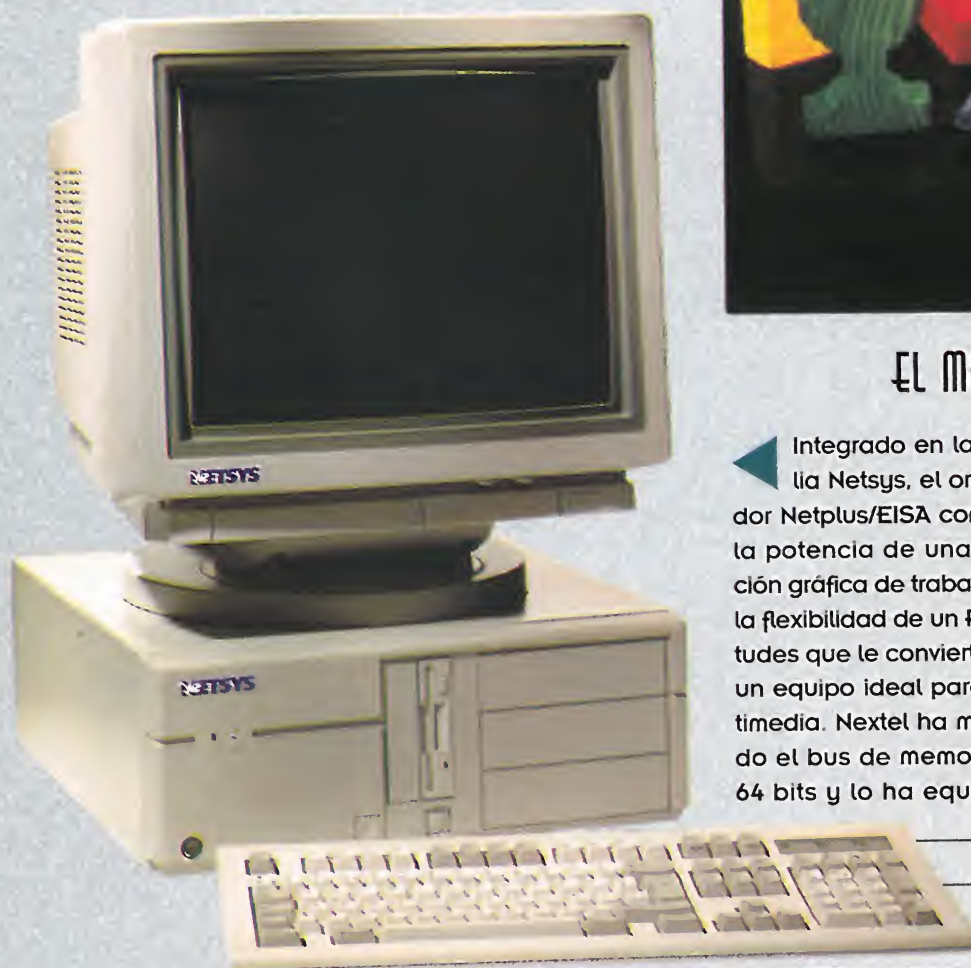 NETSYS
NETSYS
EL M
Integrado en la
lia Netsys, el or
dor Netplus/EISA co
la potencia de una
ción gráfica de traba
la flexibilidad de un
tudes que le convier
un equipo ideal par
timedia. Nextel ha m
do el bus de memo
64 bits y lo ha equ